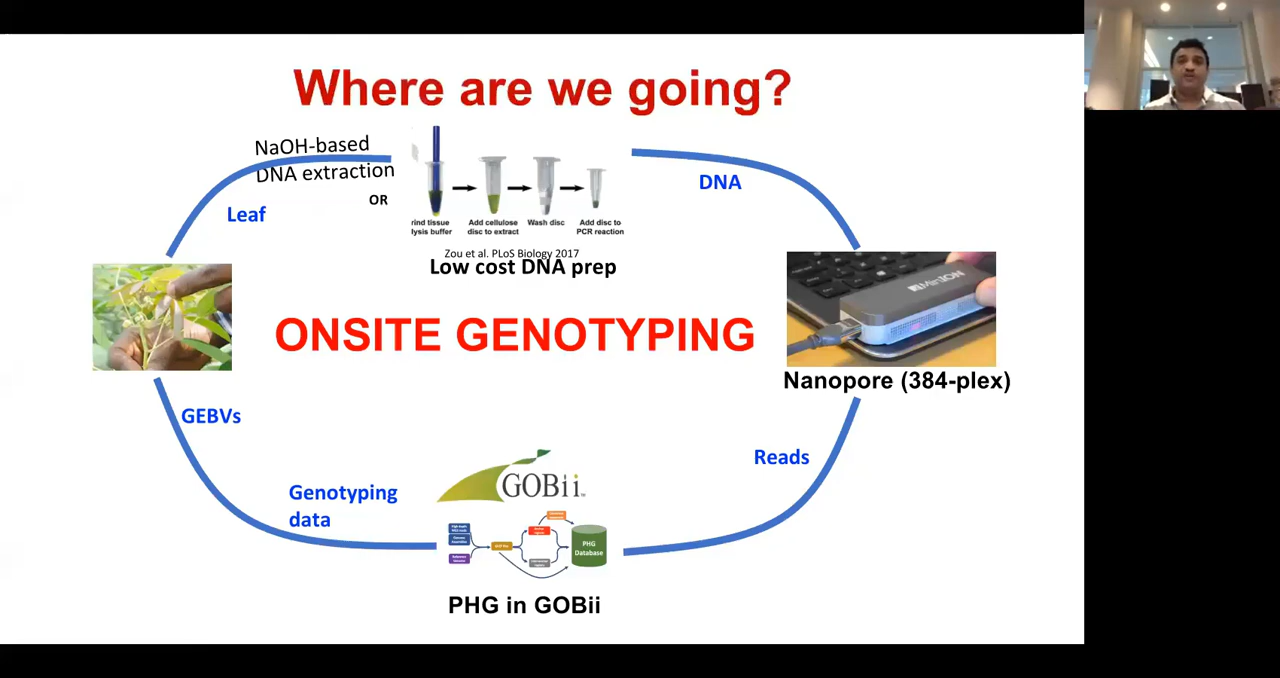 Where are we going?
NaOH-based
DNA extraction
OR
Leaf
rind tissue
lysis buffer
Add cellulose
disc to extract
Wash disc
Add disc to
PCR reaction
Zou et al. PLoS Biology 2017
Low cost DNA prep
DNA
MinION
ONSITE GENOTYPING
Nanopore (384-plex)
GEBVs
Reads
Genotyping
data
GOBii
PHG
Database
PHG in GOBii